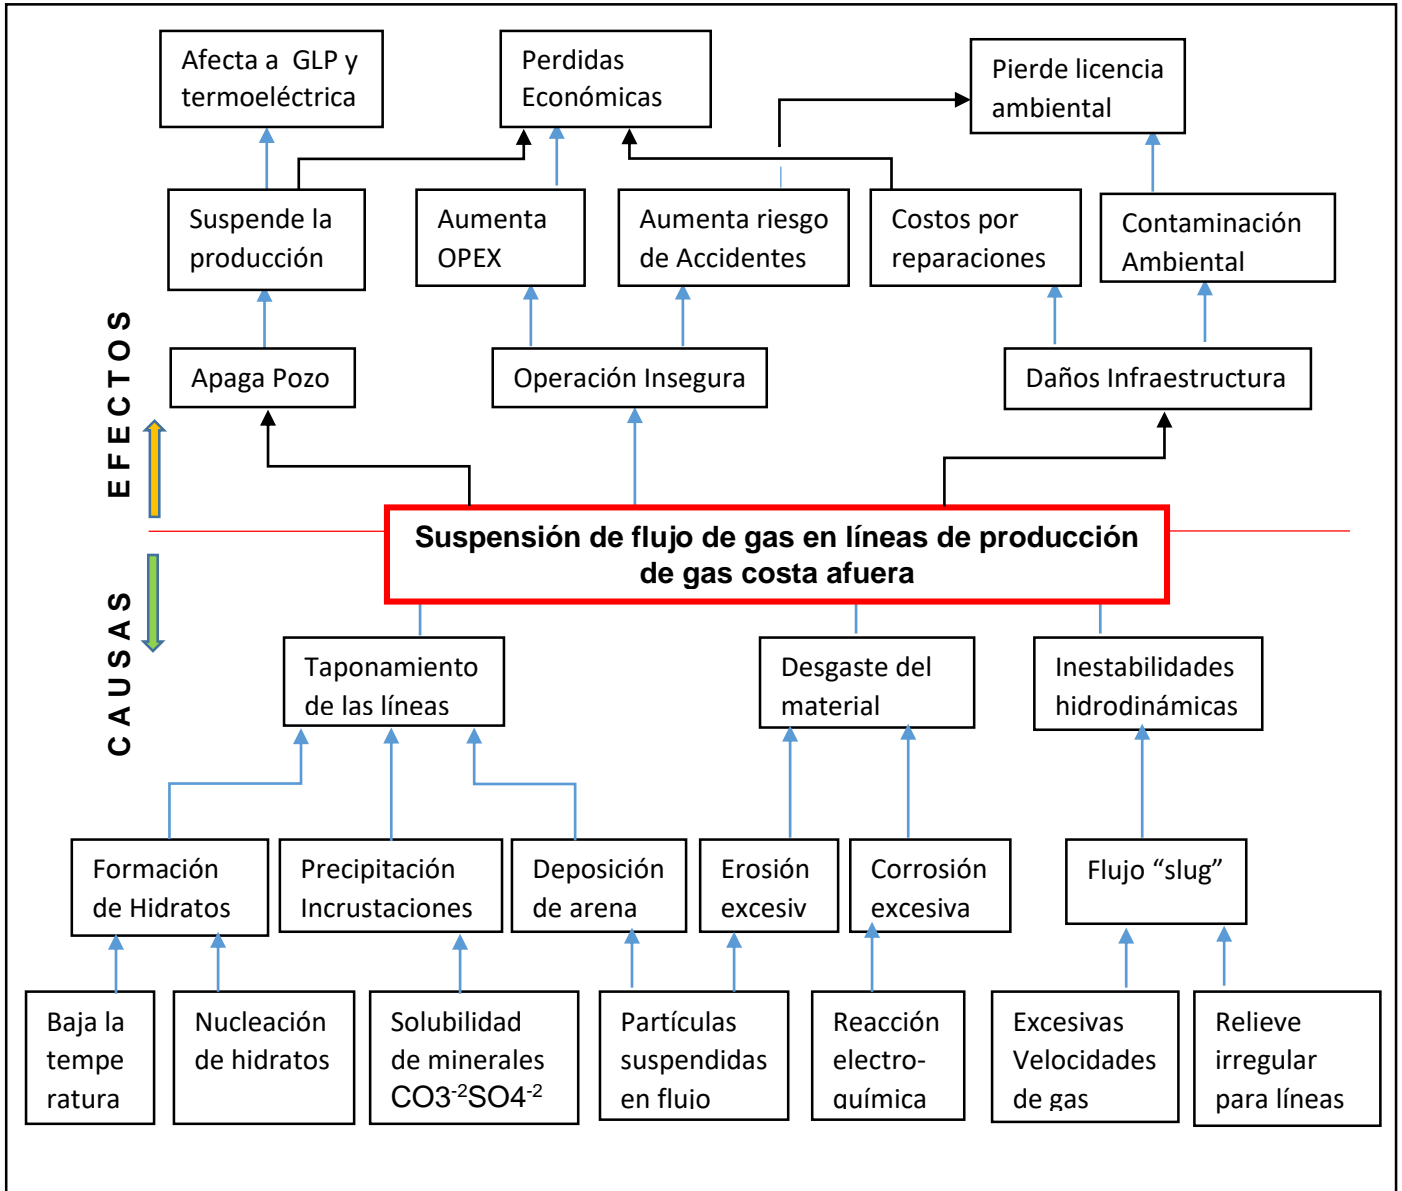 Afecta a GLP y
termoeléctrica
Perdidas
Económicas
Pierde licencia
ambiental
Suspende la
producción
Aumenta
OPEX
Aumenta riesgo
de Accidentes
Costos por
reparaciones
Contaminación
Ambiental
EFECTOS
Apaga Pozo
Operación Insegura
Daños Infraestructura
Suspensión de flujo de gas en líneas de producción
de gas costa afuera
CAUSAS
Taponamiento
de las líneas
Desgaste del
material
Inestabilidades
hidrodinámicas
Formación
de Hidratos
Precipitación
Incrustaciones
Deposición
de arena
Erosión
excesiv
Corrosión
excesiva
Flujo “slug”
Baja la
tempe
ratura
Nucleación
de hidratos
Solubilidad
de minerales
CO3⁻²SO4⁻²
Partículas
suspendidas
en flujo
Reacción
electro-
química
Excesivas
Velocidades
de gas
Relieve
irregular
para líneas